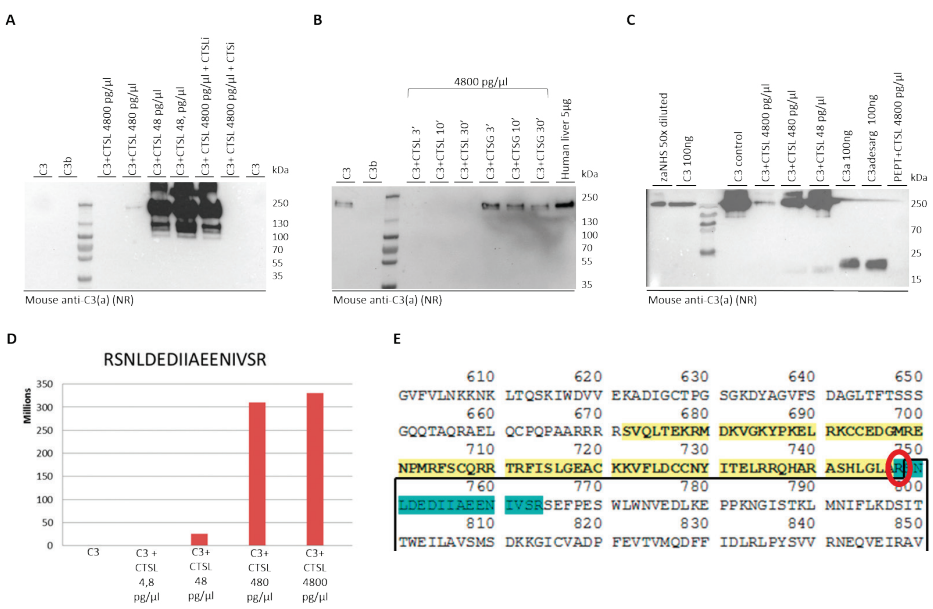 A
C3
C3b
C3+CTSL 4800 pg/µl
C3+CTSL 480 pg/µl
C3+CTSL 48 pg/µl
C3+CTSL 48, pg/µl
C3+ CTSL 4800 pg/µl + CTSLi
C3+ CTSL 4800 pg/µl + CTSi
C3
kDa
250
130
100
70
55
35
Mouse anti-C3(a) (NR)
B
4800 pg/µl
C3
C3b
C3+CTSL 3’
C3+CTSL 10’
C3+CTSL 30’
C3+CTSG 3’
C3+CTSG 10’
C3+CTSG 30’
Human liver 5µg
kDa
250
130
100
70
55
35
Mouse anti-C3(a) (NR)
C
zaNHS 50x diluted
C3 100ng
C3 control
C3+CTSL 4800 pg/µl
C3+CTSL 480 pg/µl
C3+CTSL 48 pg/µl
C3a 100ng
C3adesarg 100ng
PEPT+CTSL 4800 pg/µl
kDa
250
70
25
15
Mouse anti-C3(a) (NR)
D
RSNLDEDIIAEENIVSR
Millions
350
300
250
200
150
100
50
0
C3
C3 +
CTSL
4,8
pg/µl
C3+
CTSL
48
pg/µl
C3+
CTSL
480
pg/µl
C3+
CTSL
4800
pg/µl
E
610 620 630 640 650
GVFVLNKKNK LTQSKIWDVV EKADIGCTPG SGKDYAGVFS DAGLTFTSSS
660 670 680 690 700
GQQTAQRAEL QCPQPAARRR RSVQLTEKRM DKVGKYPKEL RKCCEDGMRE
710 720 730 740 750
NPMRFSCQRR TRFISLGEAC KKVFLDCCNY ITELRRQHAR ASHLGLARSN
760 770 780 790 800
LDEDIIAEEN IVSRSEFPES WLWNVEDLKE PPKNGISTKL MNIFLKDSIT
810 820 830 840 850
TWEILAVSMS DKKGICVADP FEVTVMQDFF IDLRLPYSVV RNEQVEIRAV